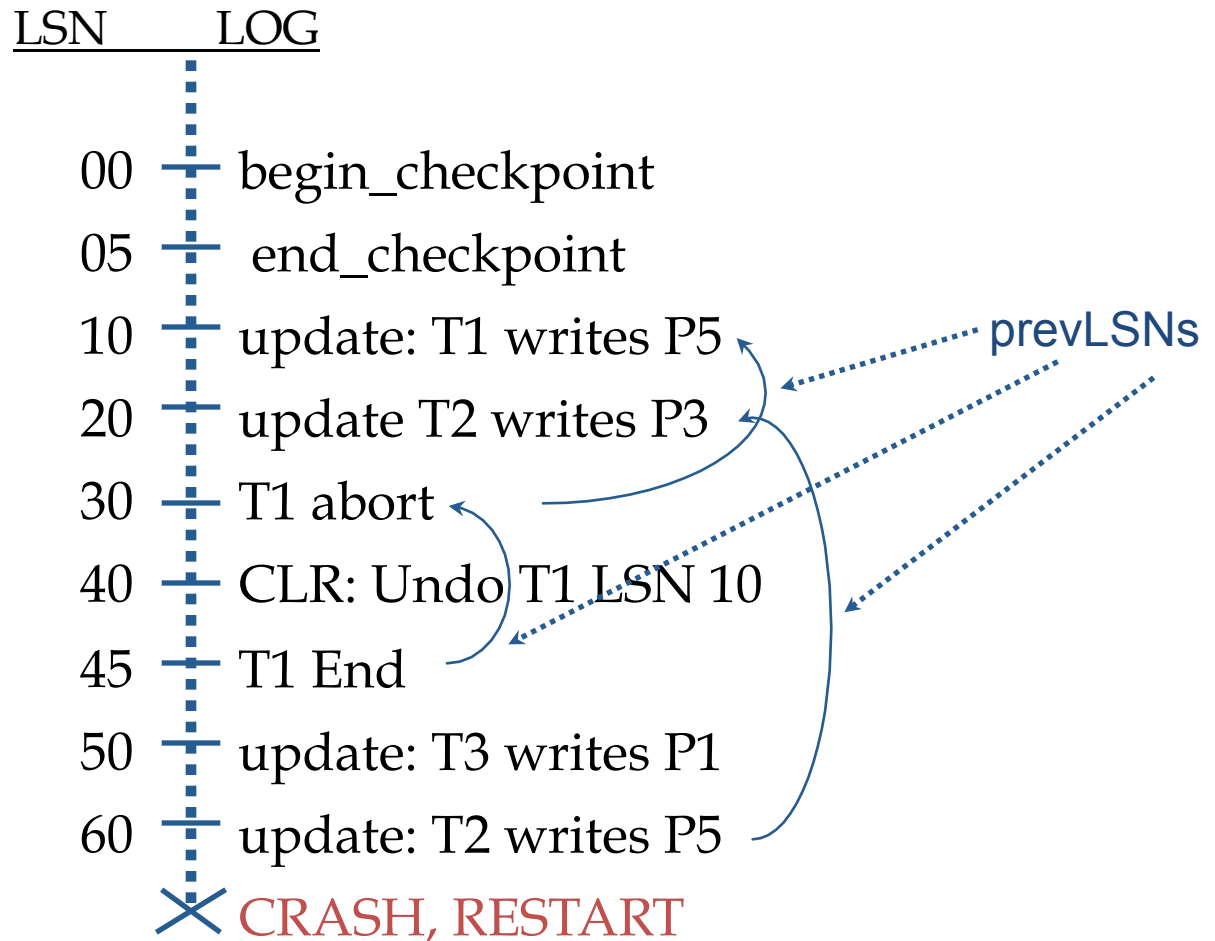 LSN LOG
00 begin_checkpoint
05 end_checkpoint
10 update: T1 writes P5
prevLSNs
20 update T2 writes P3
30 T1 abort
40 CLR: Undo T1 LSN 10
45 T1 End
50 update: T3 writes P1
60 update: T2 writes P5
CRASH, RESTART